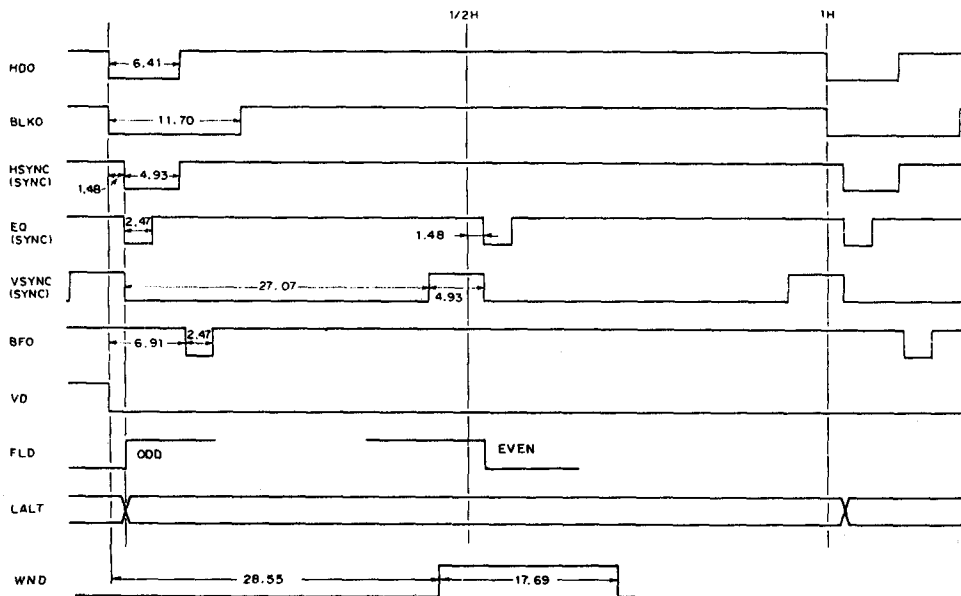 1/2H 1H
HDO 6.41
BLKO 11.70
HSYNC
(SYNC)
1.48 4.93
EQ
(SYNC)
2.47 1.48
VSYNC
(SYNC)
27.07 4.93
BFO 6.91 2.47
VD
FLD ODD EVEN
LALT
WND 28.55 17.69